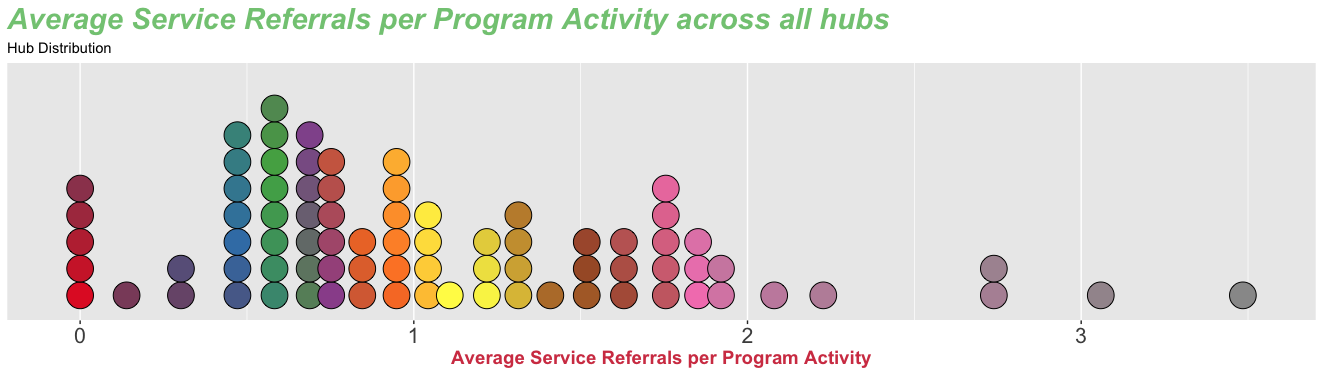 Average Service Referrals per Program Activity across all hubs
Hub Distribution
0 1 2 3
Average Service Referrals per Program Activity